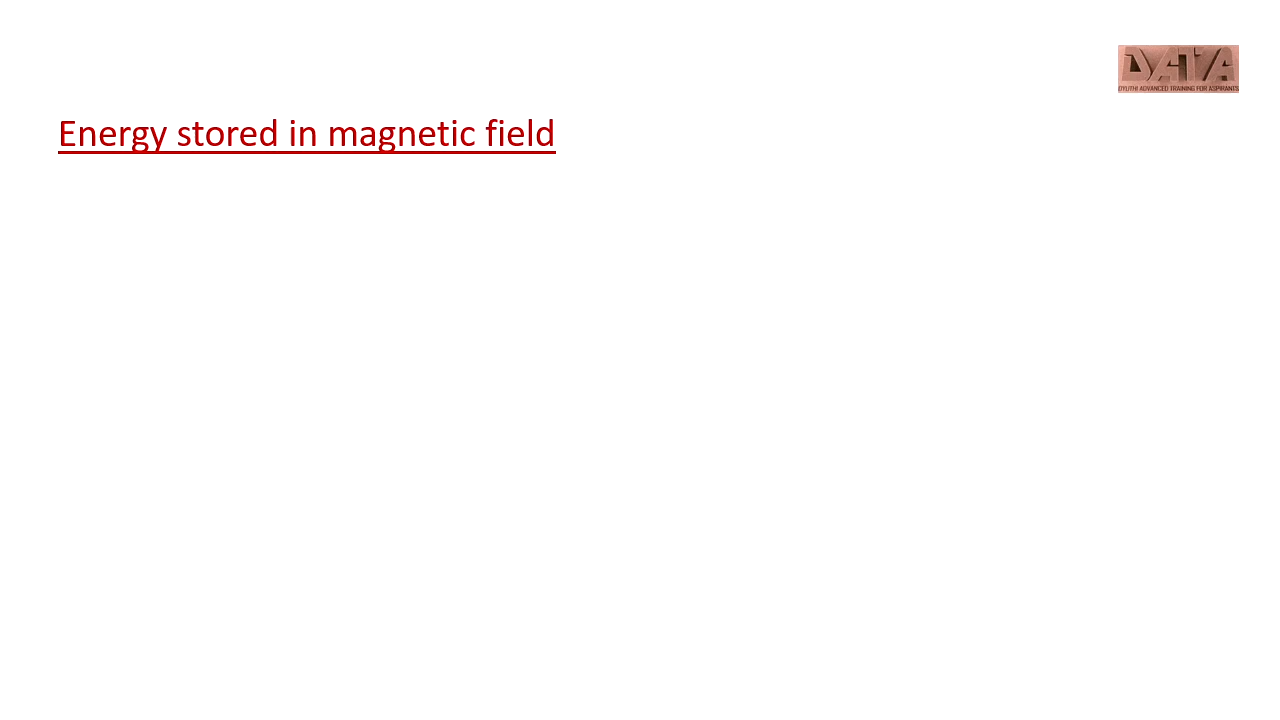 DATA
DYUTHI ADVANCED TRAINING FOR ASPIRANTS
Energy stored in magnetic field